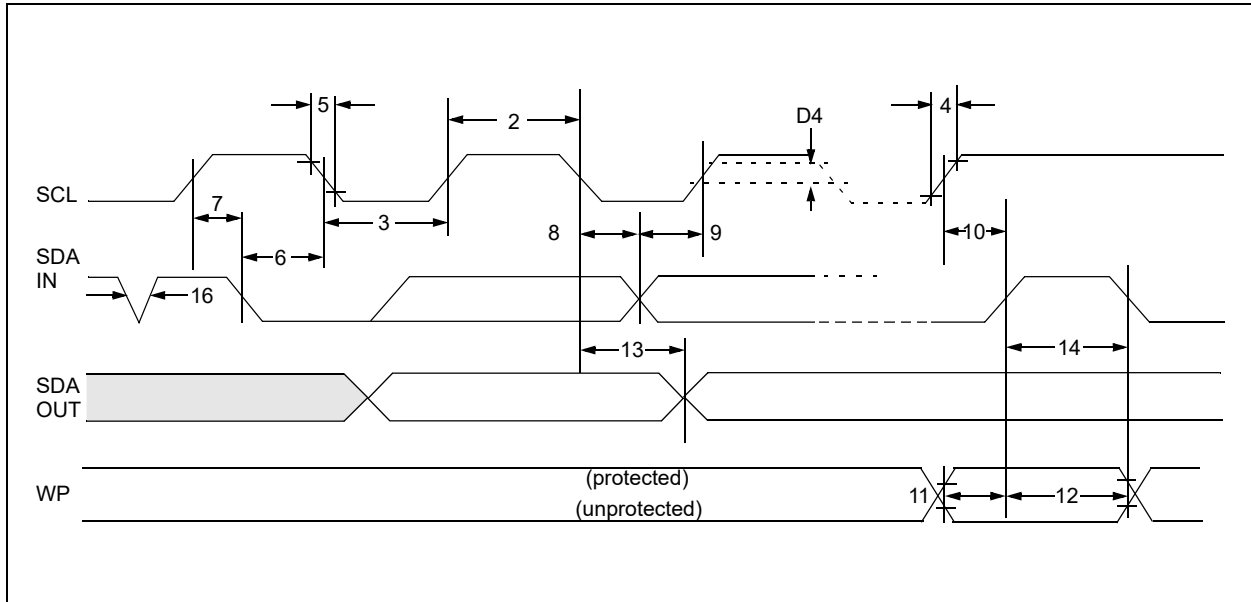 5
2
D4
4
SCL
7
3
8
9
10
SDA
IN
6
16
13
14
SDA
OUT
WP
(protected)
(unprotected)
11
12